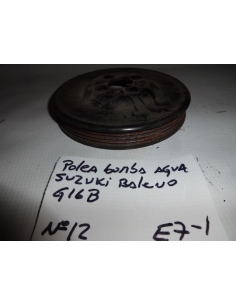 Polea bomba AGUA
SUZUKI Baleno
G16B
Nº12 E7-1